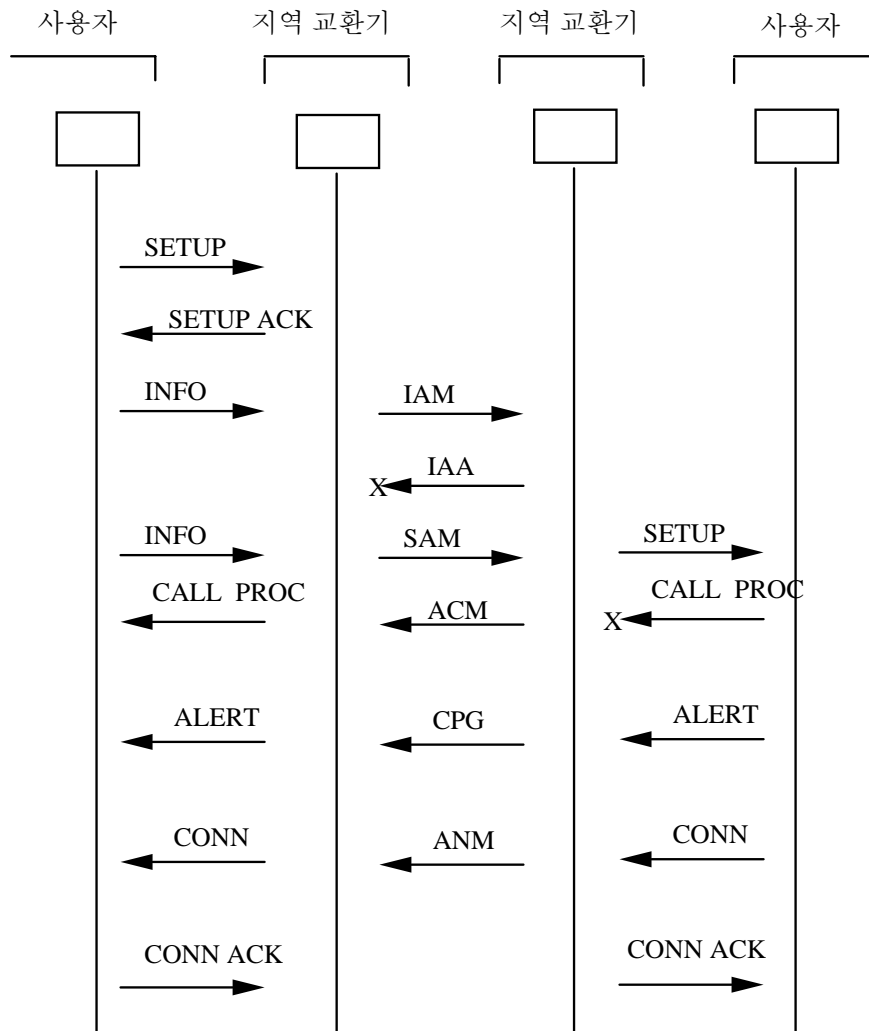 사용자
지역 교환기
지역 교환기
사용자
SETUP
SETUP ACK
INFO
IAM
IAA
X
INFO
SAM
SETUP
CALL PROC
ACM
X
CALL PROC
ALERT
CPG
ALERT
CONN
ANM
CONN
CONN ACK
CONN ACK